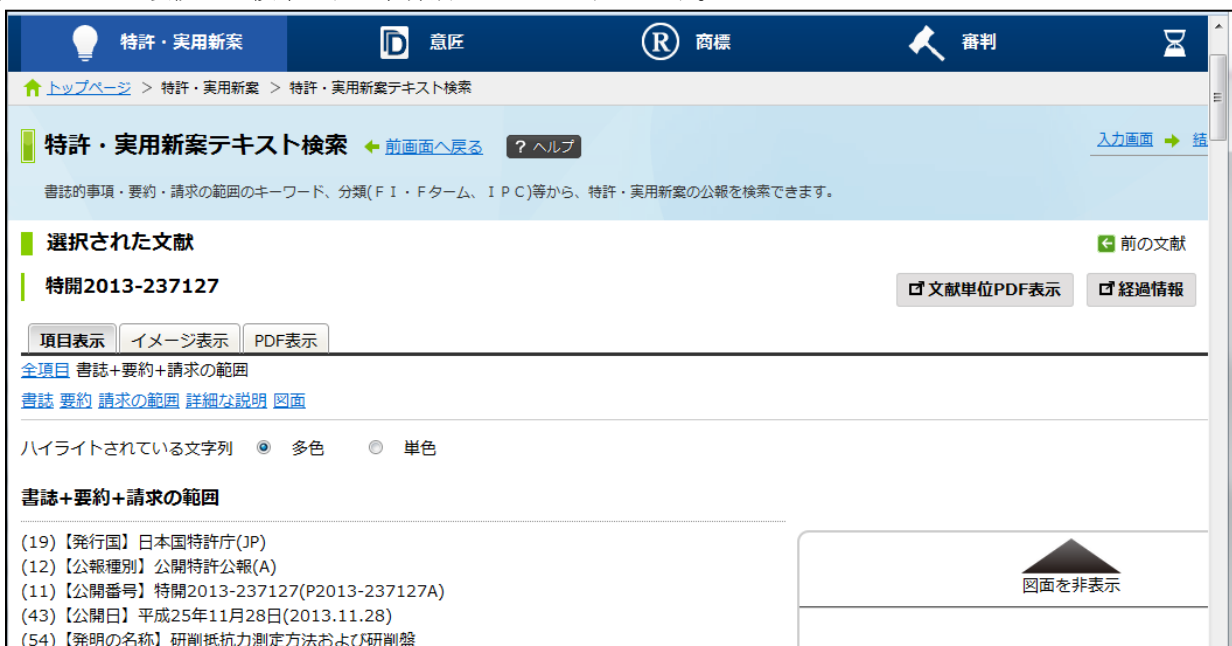 特許・実用新案 意匠 R 商標 審判
トップページ > 特許・実用新案 > 特許・実用新案テキスト検索
特許・実用新案テキスト検索 前画面へ戻る ? ヘルプ 入力画面 結
書誌的事項・要約・請求の範囲のキーワード、分類(FI・Fターム、IPC)等から、特許・実用新案の公報を検索できます。
選択された文献 前の文献
特開2013-237127 文献単位PDF表示 経過情報
項目表示 イメージ表示 PDF表示
全項目 書誌+要約+請求の範囲
書誌 要約 請求の範囲 詳細な説明 図面
ハイライトされている文字列 多色 単色
書誌+要約+請求の範囲
(19)【発行国】日本国特許庁(JP)
(12)【公報種別】公開特許公報(A)
(11)【公開番号】特開2013-237127(P2013-237127A)
(43)【公開日】平成25年11月28日(2013.11.28)
(54)【発明の名称】研削抵抗力測定方法および研削盤
図面を非表示